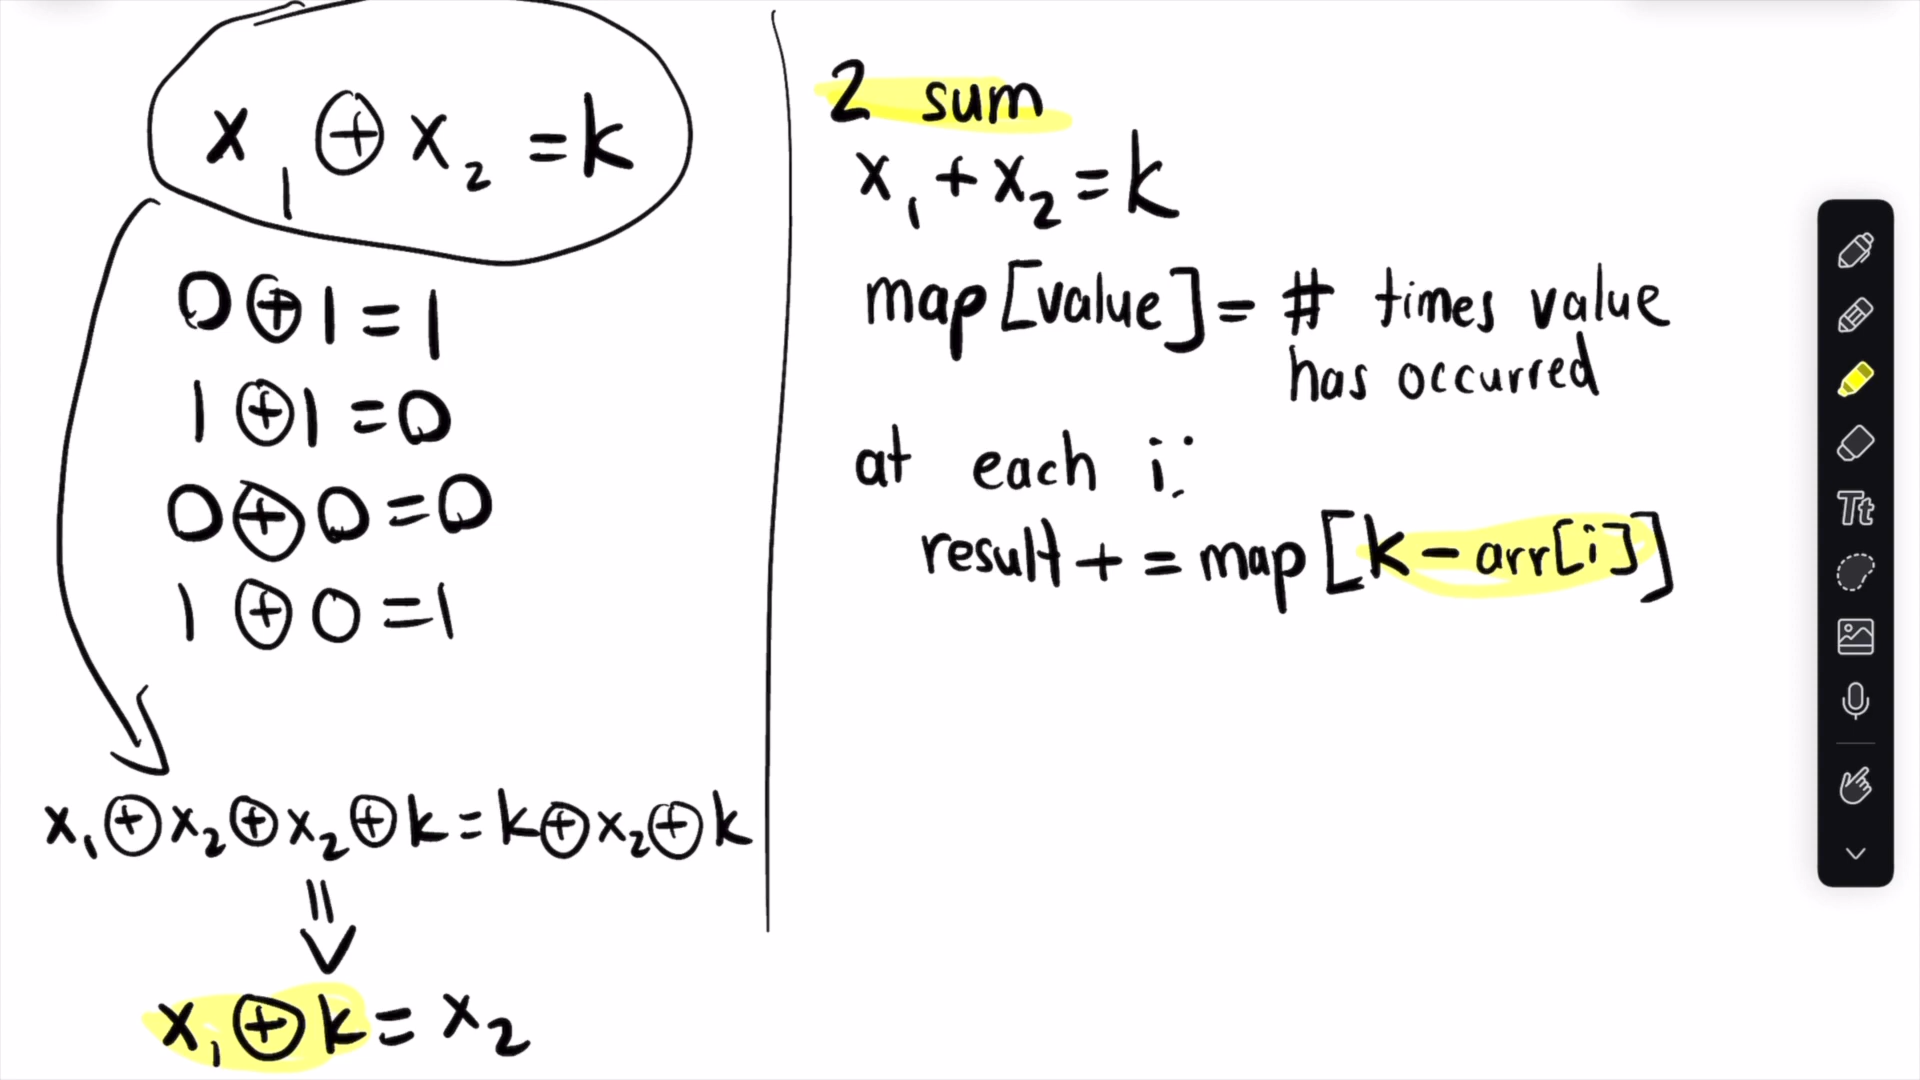 x₁ ⊕ x₂ = k
0 ⊕ 1 = 1
1 ⊕ 1 = 0
0 ⊕ 0 = 0
1 ⊕ 0 = 1
x₁ ⊕ x₂ ⊕ x₂ ⊕ k = k ⊕ x₂ ⊕ k
x₁ ⊕ k = x₂
2 sum
x₁ + x₂ = k
map[value] = # times value
has occurred
at each i:
result += map[k - arr[i]]
Tt